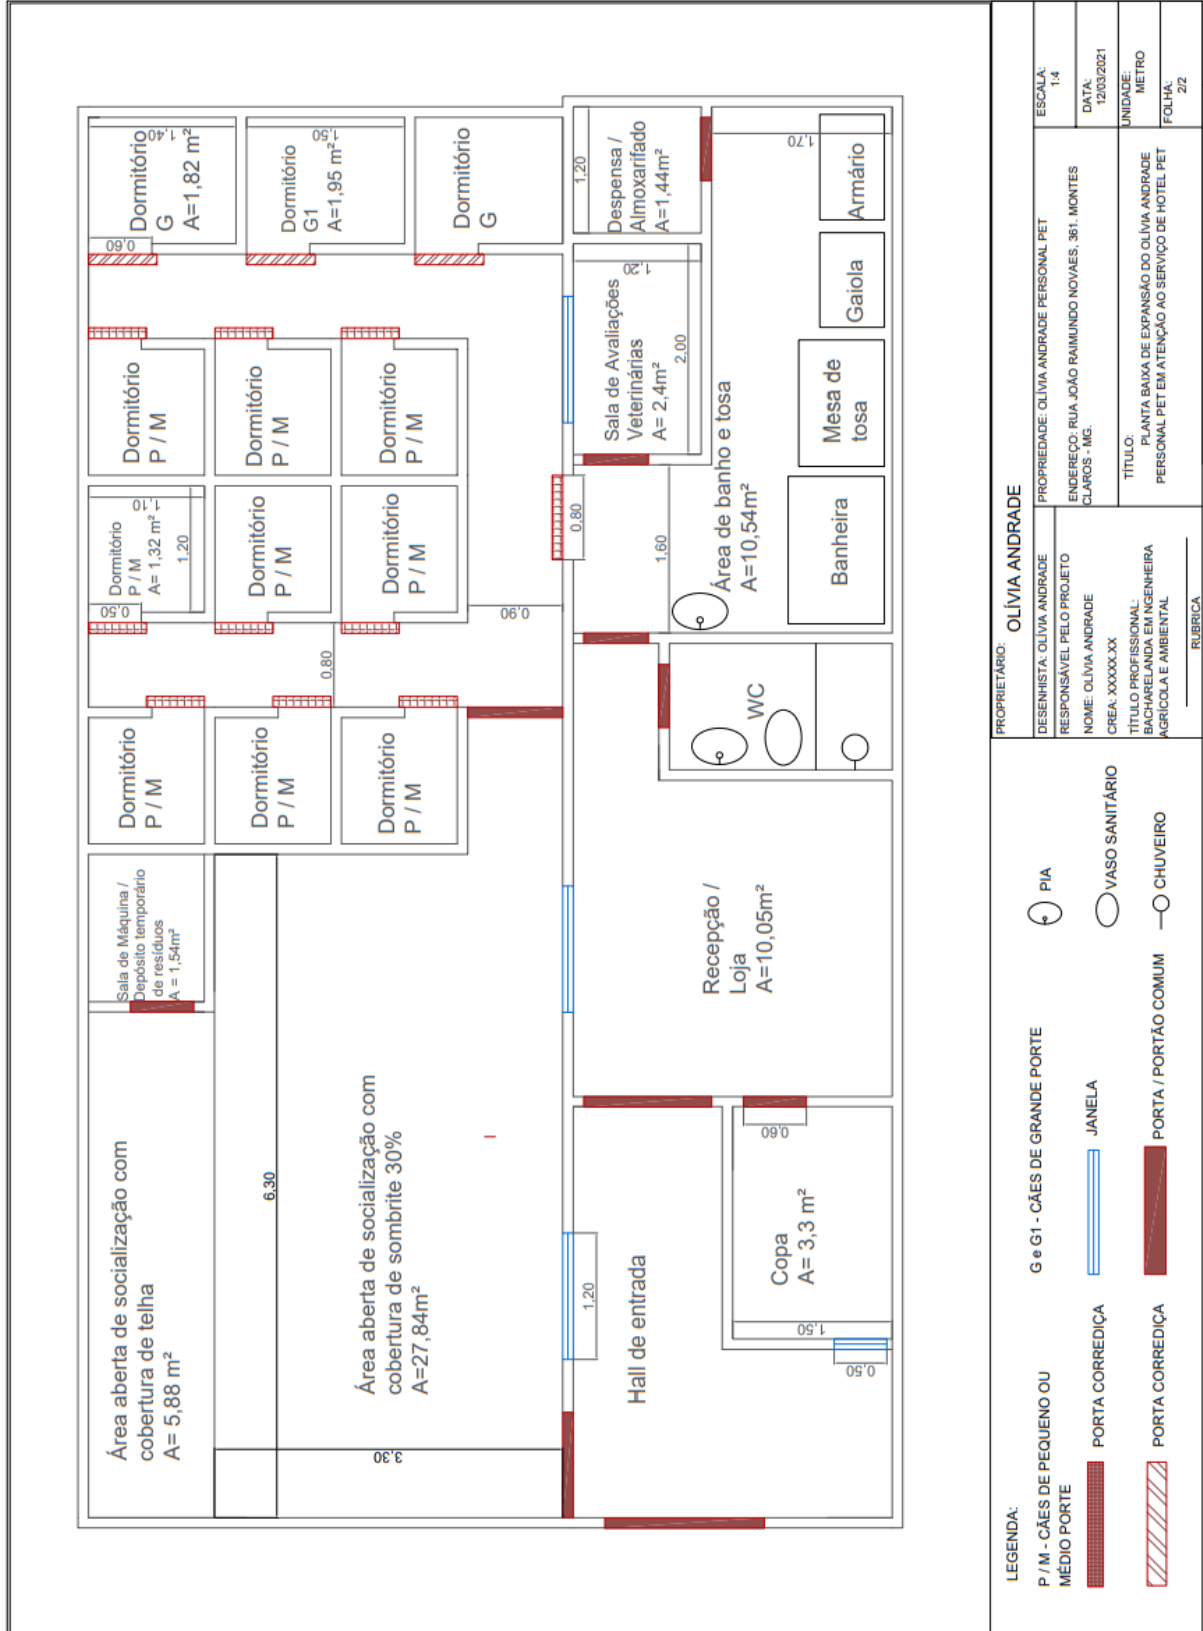 Área aberta de socialização com
cobertura de telha
A= 5,88 m²
Sala de Máquina /
Depósito temporário
de resíduos
A = 1,54m²
Dormitório
P / M
Dormitório
P / M
A= 1,32 m²
1,10
1,20
0,50
Dormitório
P / M
Dormitório
G
A=1,82 m²
1,40
0,60
6,30
Área aberta de socialização com
cobertura de sombrite 30%
A=27,84m²
3,30
Dormitório
P / M
Dormitório
P / M
Dormitório
P / M
Dormitório
G1
A=1,95 m²
1,50
0,80
Dormitório
P / M
Dormitório
P / M
Dormitório
P / M
Dormitório
G
0,90
1,20
Hall de entrada
Copa
A= 3,3 m²
1,50
0,50
0,60
Recepção /
Loja
A=10,05m²
WC
0,80
1,60
Sala de Avaliações
Veterinárias
A= 2,4m²
2,00
1,20
Despensa /
Almoxarifado
A=1,44m²
1,20
Área de banho e tosa
A=10,54m²
1,70
Banheira
Mesa de
tosa
Gaiola
Armário
LEGENDA:
P / M - CÃES DE PEQUENO OU
MÉDIO PORTE
G e G1 - CÃES DE GRANDE PORTE
PIA
PORTA CORREDIÇA
JANELA
VASO SANITÁRIO
PORTA CORREDIÇA
PORTA / PORTÃO COMUM
CHUVEIRO
PROPRIETÁRIO:
OLÍVIA ANDRADE
DESENHISTA: OLÍVIA ANDRADE
RESPONSÁVEL PELO PROJETO
NOME: OLÍVIA ANDRADE
CREA: XXXXX.XX
TÍTULO PROFISSIONAL:
BACHARELANDA EM NGENHEIRA
AGRÍCOLA E AMBIENTAL
RUBRICA
PROPRIEDADE: OLÍVIA ANDRADE PERSONAL PET
ENDEREÇO: RUA JOÃO RAIMUNDO NOVAES, 361. MONTES
CLAROS - MG.
TÍTULO:
PLANTA BAIXA DE EXPANSÃO DO OLÍVIA ANDRADE
PERSONAL PET EM ATENÇÃO AO SERVIÇO DE HOTEL PET
ESCALA:
1:4
DATA:
12/03/2021
UNIDADE:
METRO
FOLHA:
2/2